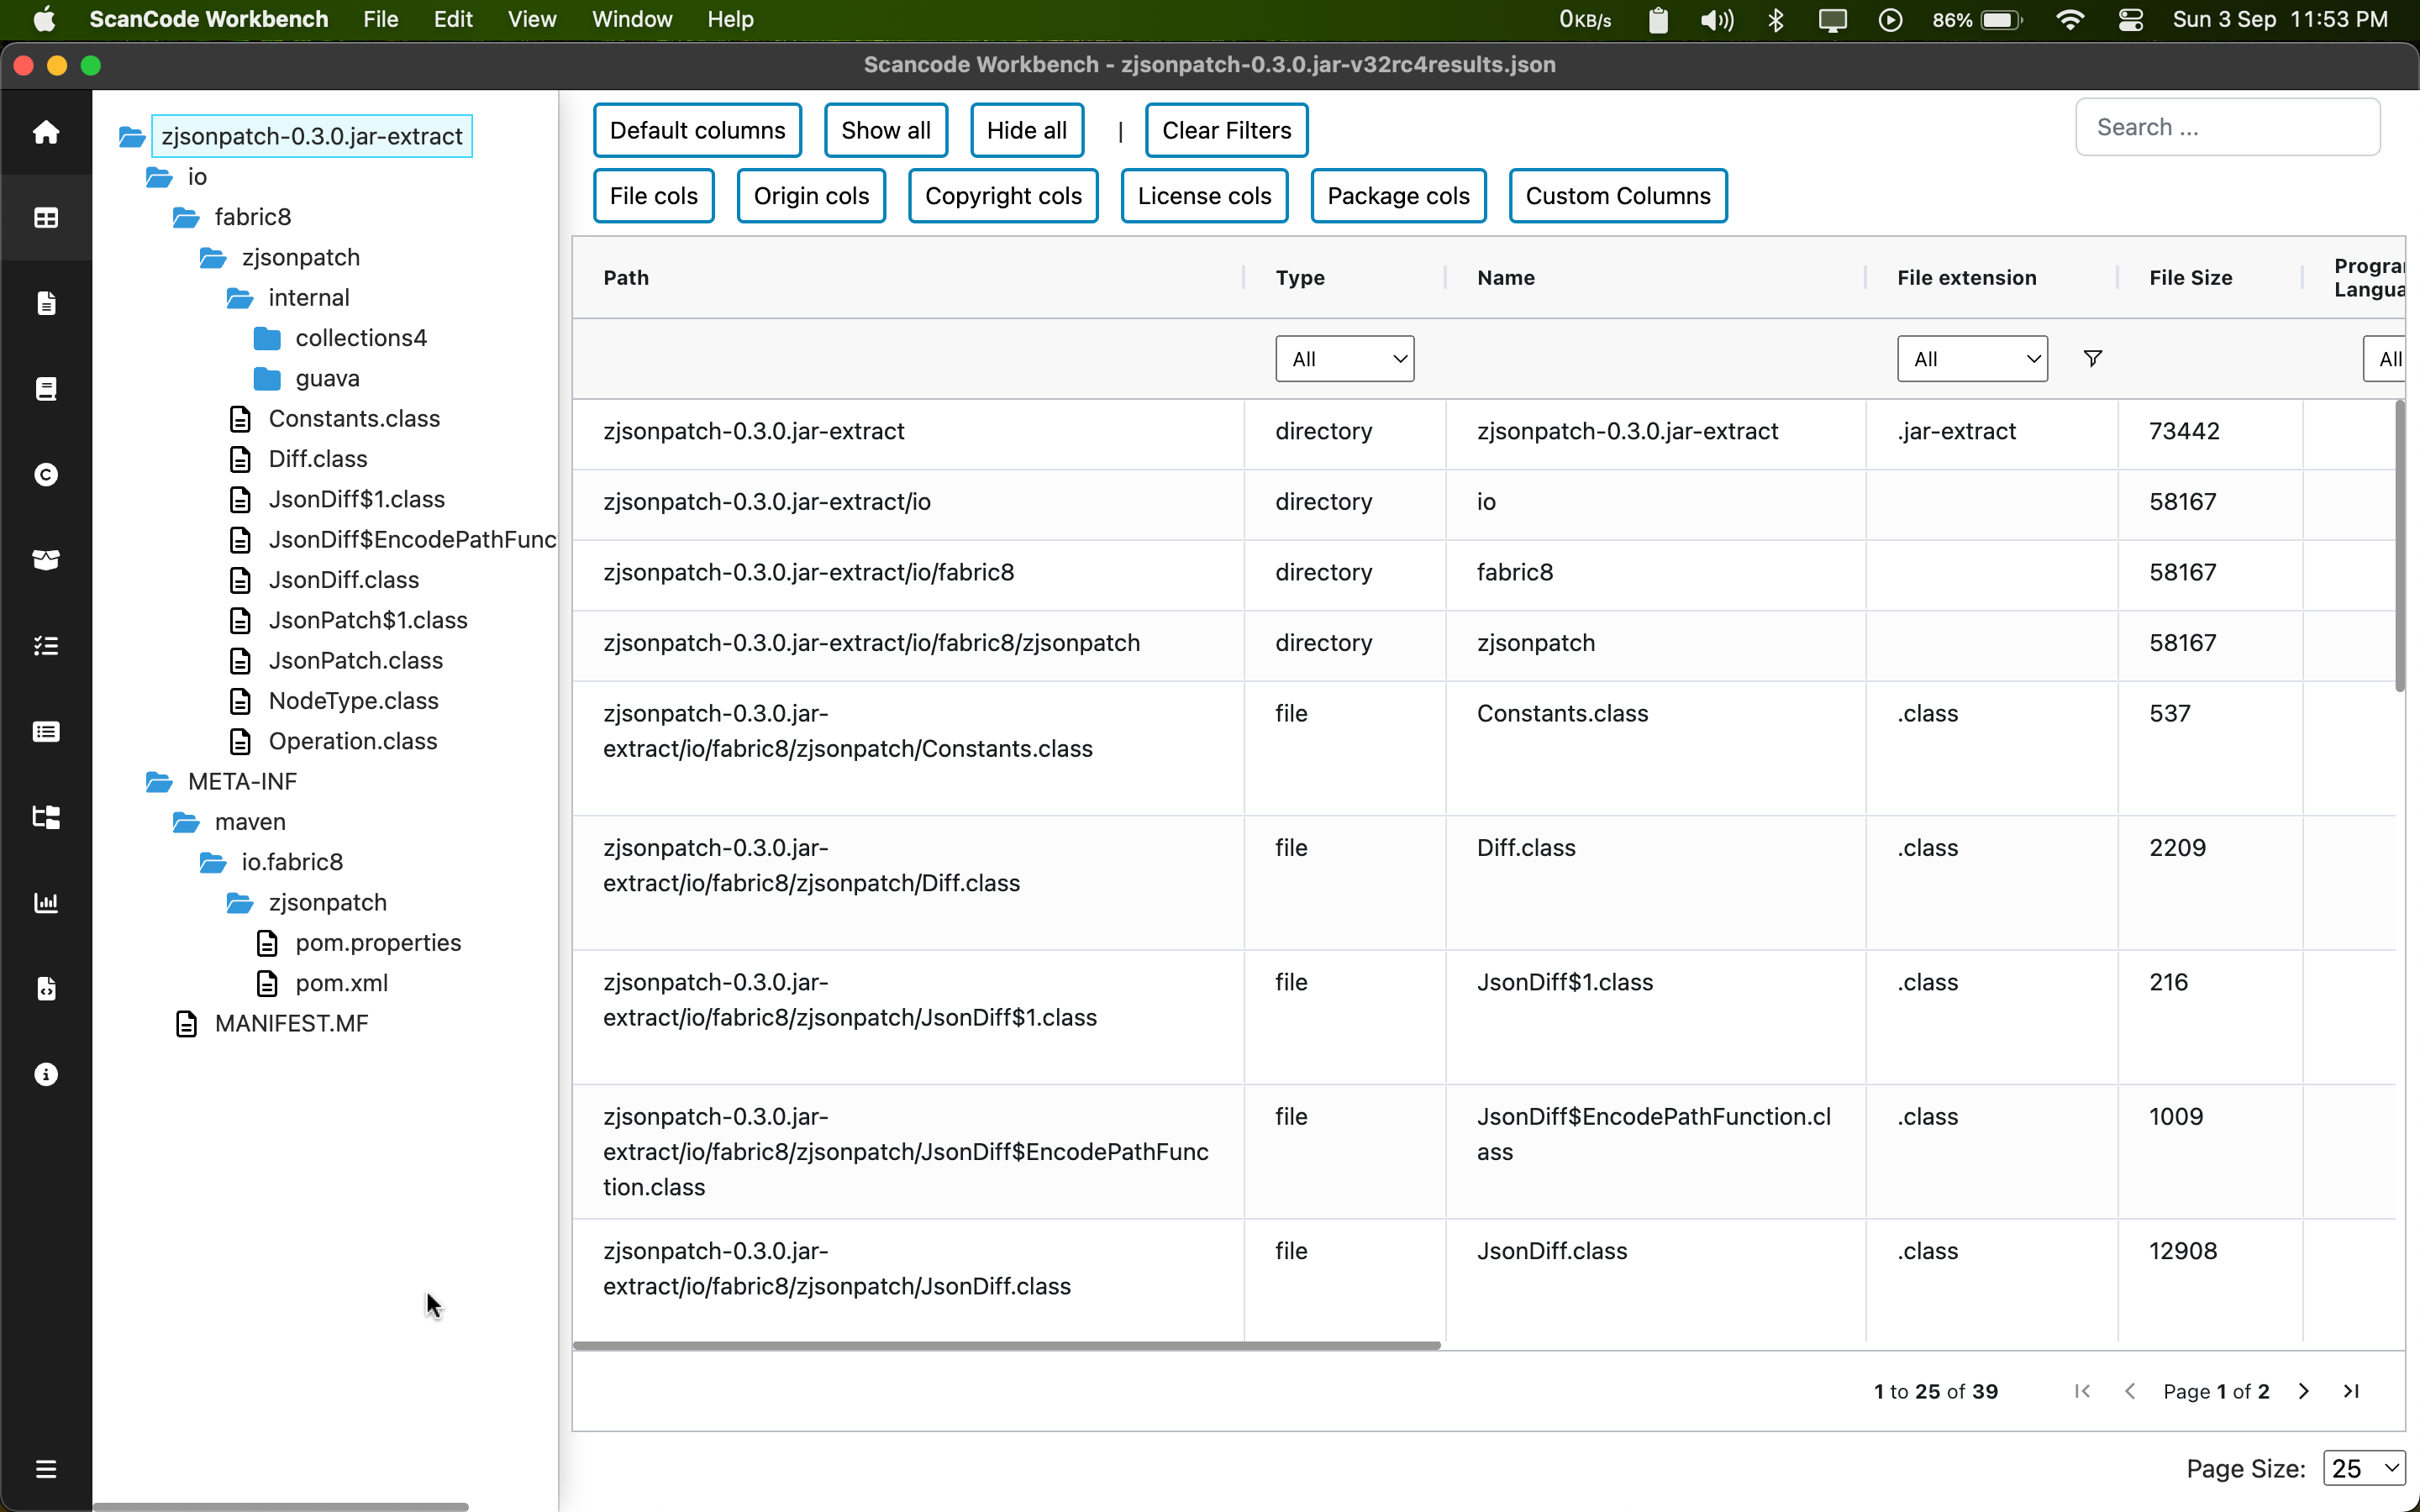 ScanCode Workbench File Edit View Window Help 0KB/s 86% Sun 3 Sep 11:53 PM
Scancode Workbench - zjsonpatch-0.3.0.jar-v32rc4results.json
zjsonpatch-0.3.0.jar-extract
io
fabric8
zjsonpatch
internal
collections4
guava
Constants.class
Diff.class
JsonDiff$1.class
JsonDiff$EncodePathFunc
JsonDiff.class
JsonPatch$1.class
JsonPatch.class
NodeType.class
Operation.class
META-INF
maven
io.fabric8
zjsonpatch
pom.properties
pom.xml
MANIFEST.MF
Default columns Show all Hide all | Clear Filters Search ...
File cols Origin cols Copyright cols License cols Package cols Custom Columns
Path Type Name File extension File Size Progra
Langua
All All All
zjsonpatch-0.3.0.jar-extract directory zjsonpatch-0.3.0.jar-extract .jar-extract 73442
zjsonpatch-0.3.0.jar-extract/io directory io 58167
zjsonpatch-0.3.0.jar-extract/io/fabric8 directory fabric8 58167
zjsonpatch-0.3.0.jar-extract/io/fabric8/zjsonpatch directory zjsonpatch 58167
zjsonpatch-0.3.0.jar- file Constants.class .class 537
extract/io/fabric8/zjsonpatch/Constants.class
zjsonpatch-0.3.0.jar- file Diff.class .class 2209
extract/io/fabric8/zjsonpatch/Diff.class
zjsonpatch-0.3.0.jar- file JsonDiff$1.class .class 216
extract/io/fabric8/zjsonpatch/JsonDiff$1.class
zjsonpatch-0.3.0.jar- file JsonDiff$EncodePathFunction.cl .class 1009
extract/io/fabric8/zjsonpatch/JsonDiff$EncodePathFunc ass
tion.class
zjsonpatch-0.3.0.jar- file JsonDiff.class .class 12908
extract/io/fabric8/zjsonpatch/JsonDiff.class
1 to 25 of 39 Page 1 of 2
Page Size: 25